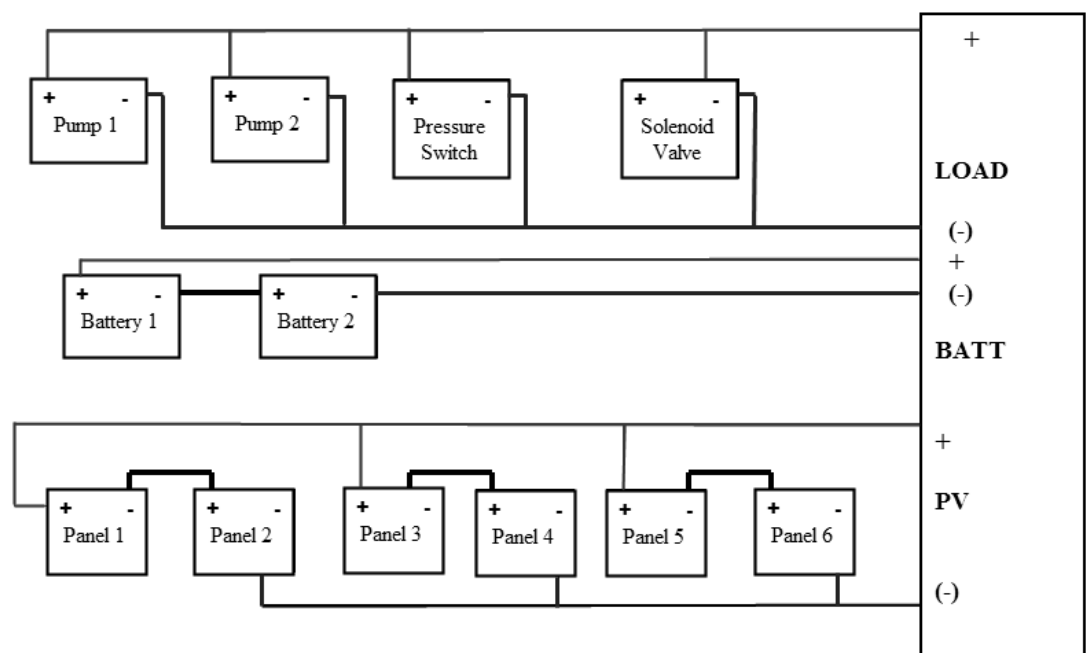 +
+ -
Pump 1
+ -
Pump 2
+ -
Pressure
Switch
+ -
Solenoid
Valve
LOAD
(-)
+
+ -
Battery 1
+ -
Battery 2
(-)
BATT
+
+ -
Panel 1
+ -
Panel 2
+ -
Panel 3
+ -
Panel 4
+ -
Panel 5
+ -
Panel 6
PV
(-)